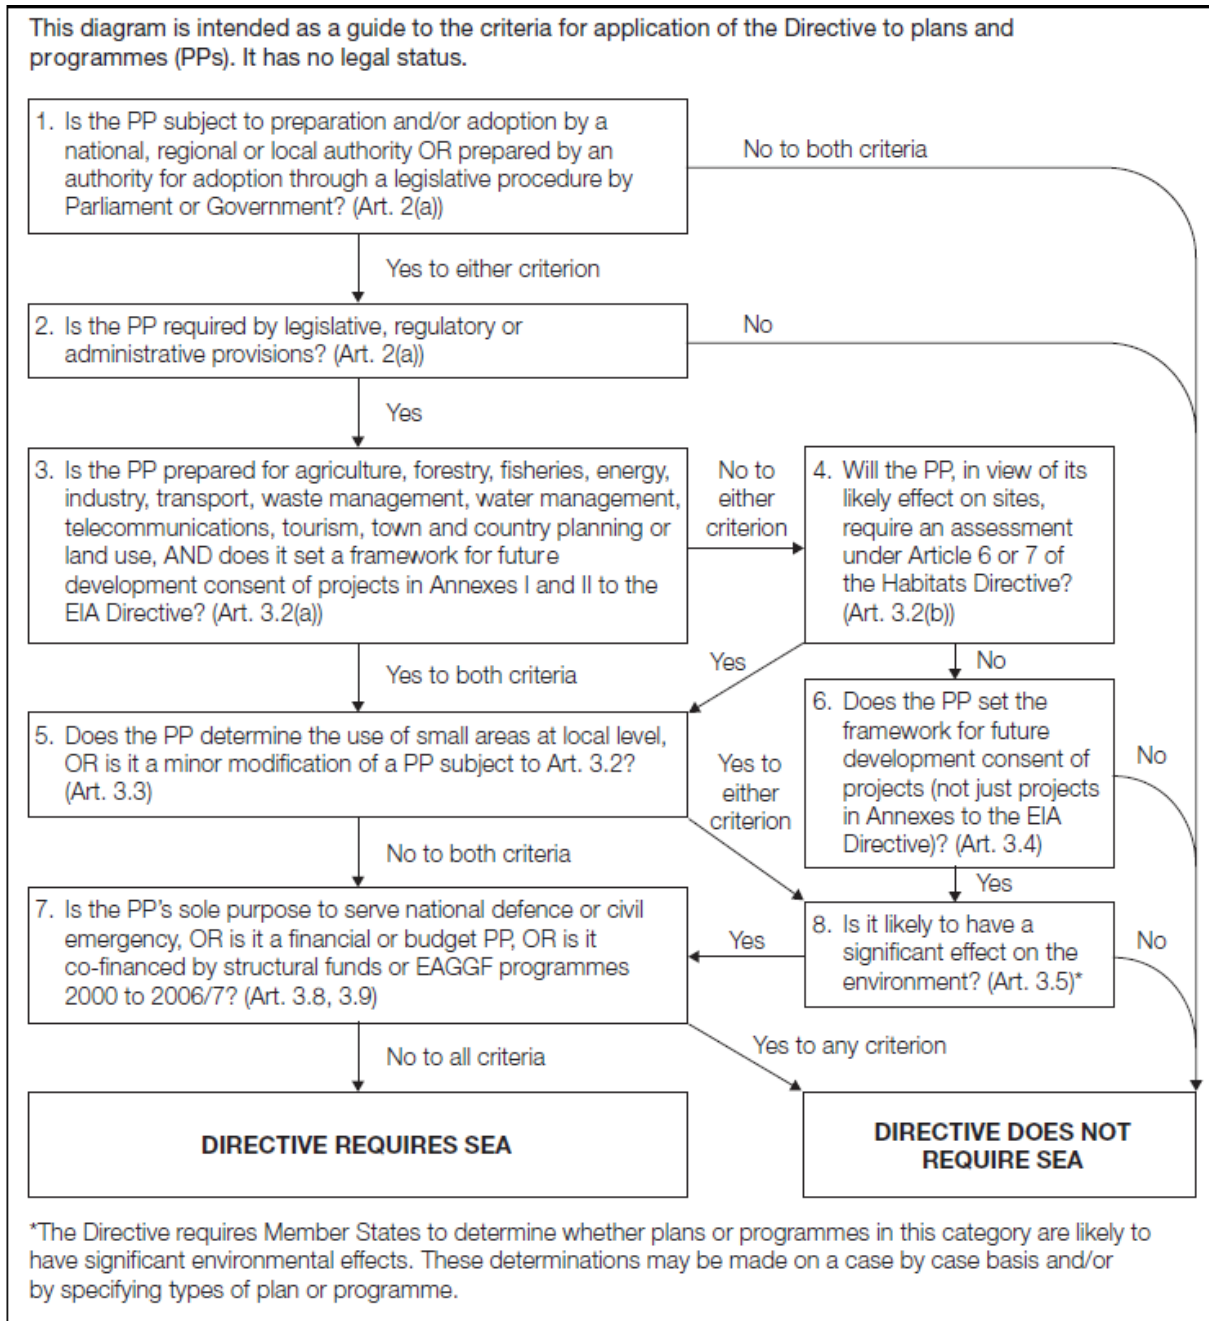 This diagram is intended as a guide to the criteria for application of the Directive to plans and
programmes (PPs). It has no legal status.
1. Is the PP subject to preparation and/or adoption by a
national, regional or local authority OR prepared by an
authority for adoption through a legislative procedure by
Parliament or Government? (Art. 2(a))
No to both criteria
Yes to either criterion
2. Is the PP required by legislative, regulatory or
administrative provisions? (Art. 2(a))
No
Yes
3. Is the PP prepared for agriculture, forestry, fisheries, energy,
industry, transport, waste management, water management,
telecommunications, tourism, town and country planning or
land use, AND does it set a framework for future
development consent of projects in Annexes I and II to the
EIA Directive? (Art. 3.2(a))
No to
either
criterion
4. Will the PP, in view of its
likely effect on sites,
require an assessment
under Article 6 or 7 of
the Habitats Directive?
(Art. 3.2(b))
Yes to both criteria
Yes
No
5. Does the PP determine the use of small areas at local level,
OR is it a minor modification of a PP subject to Art. 3.2?
(Art. 3.3)
Yes to
either
criterion
6. Does the PP set the
framework for future
development consent of
projects (not just projects
in Annexes to the EIA
Directive)? (Art. 3.4)
No
No to both criteria
Yes
7. Is the PP's sole purpose to serve national defence or civil
emergency, OR is it a financial or budget PP, OR is it
co-financed by structural funds or EAGGF programmes
2000 to 2006/7? (Art. 3.8, 3.9)
Yes
8. Is it likely to have a
significant effect on the
environment? (Art. 3.5)*
No
No to all criteria
Yes to any criterion
DIRECTIVE REQUIRES SEA
DIRECTIVE DOES NOT
REQUIRE SEA
*The Directive requires Member States to determine whether plans or programmes in this category are likely to
have significant environmental effects. These determinations may be made on a case by case basis and/or
by specifying types of plan or programme.